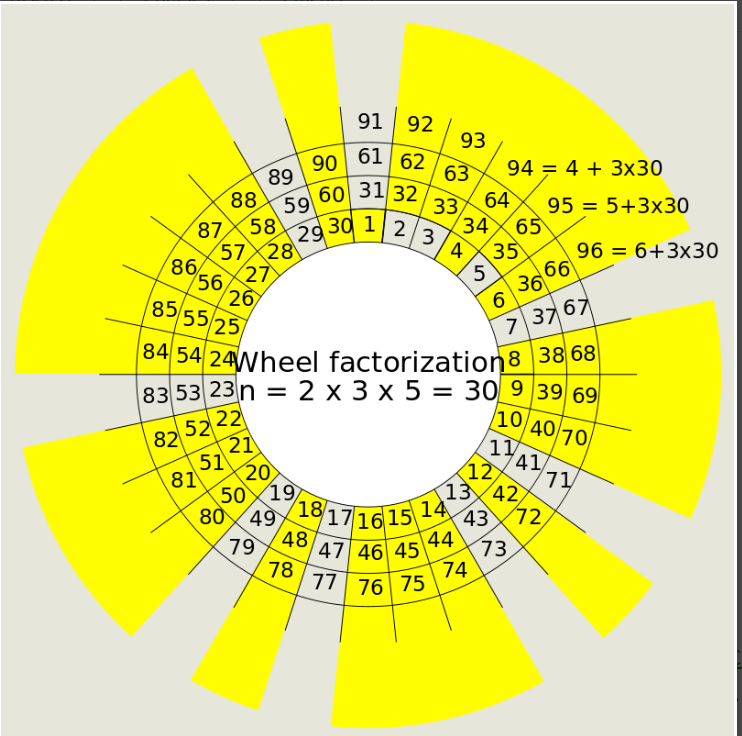 91 92 93
94 = 4 + 3x30
95 = 5+3x30
96 = 6+3x30
61 62 63 64 65 66 67 68 69 70 71 72 73 74 75 76 77 78 79 80 81 82 83 84 85 86 87 88 89 90
31 32 33 34 35 36 37 38 39 40 41 42 43 44 45 46 47 48 49 50 51 52 53 54 55 56 57 58 59 60
1 2 3 4 5 6 7 8 9 10 11 12 13 14 15 16 17 18 19 20 21 22 23 24 25 26 27 28 29 30
Wheel factorization
n = 2 x 3 x 5 = 30